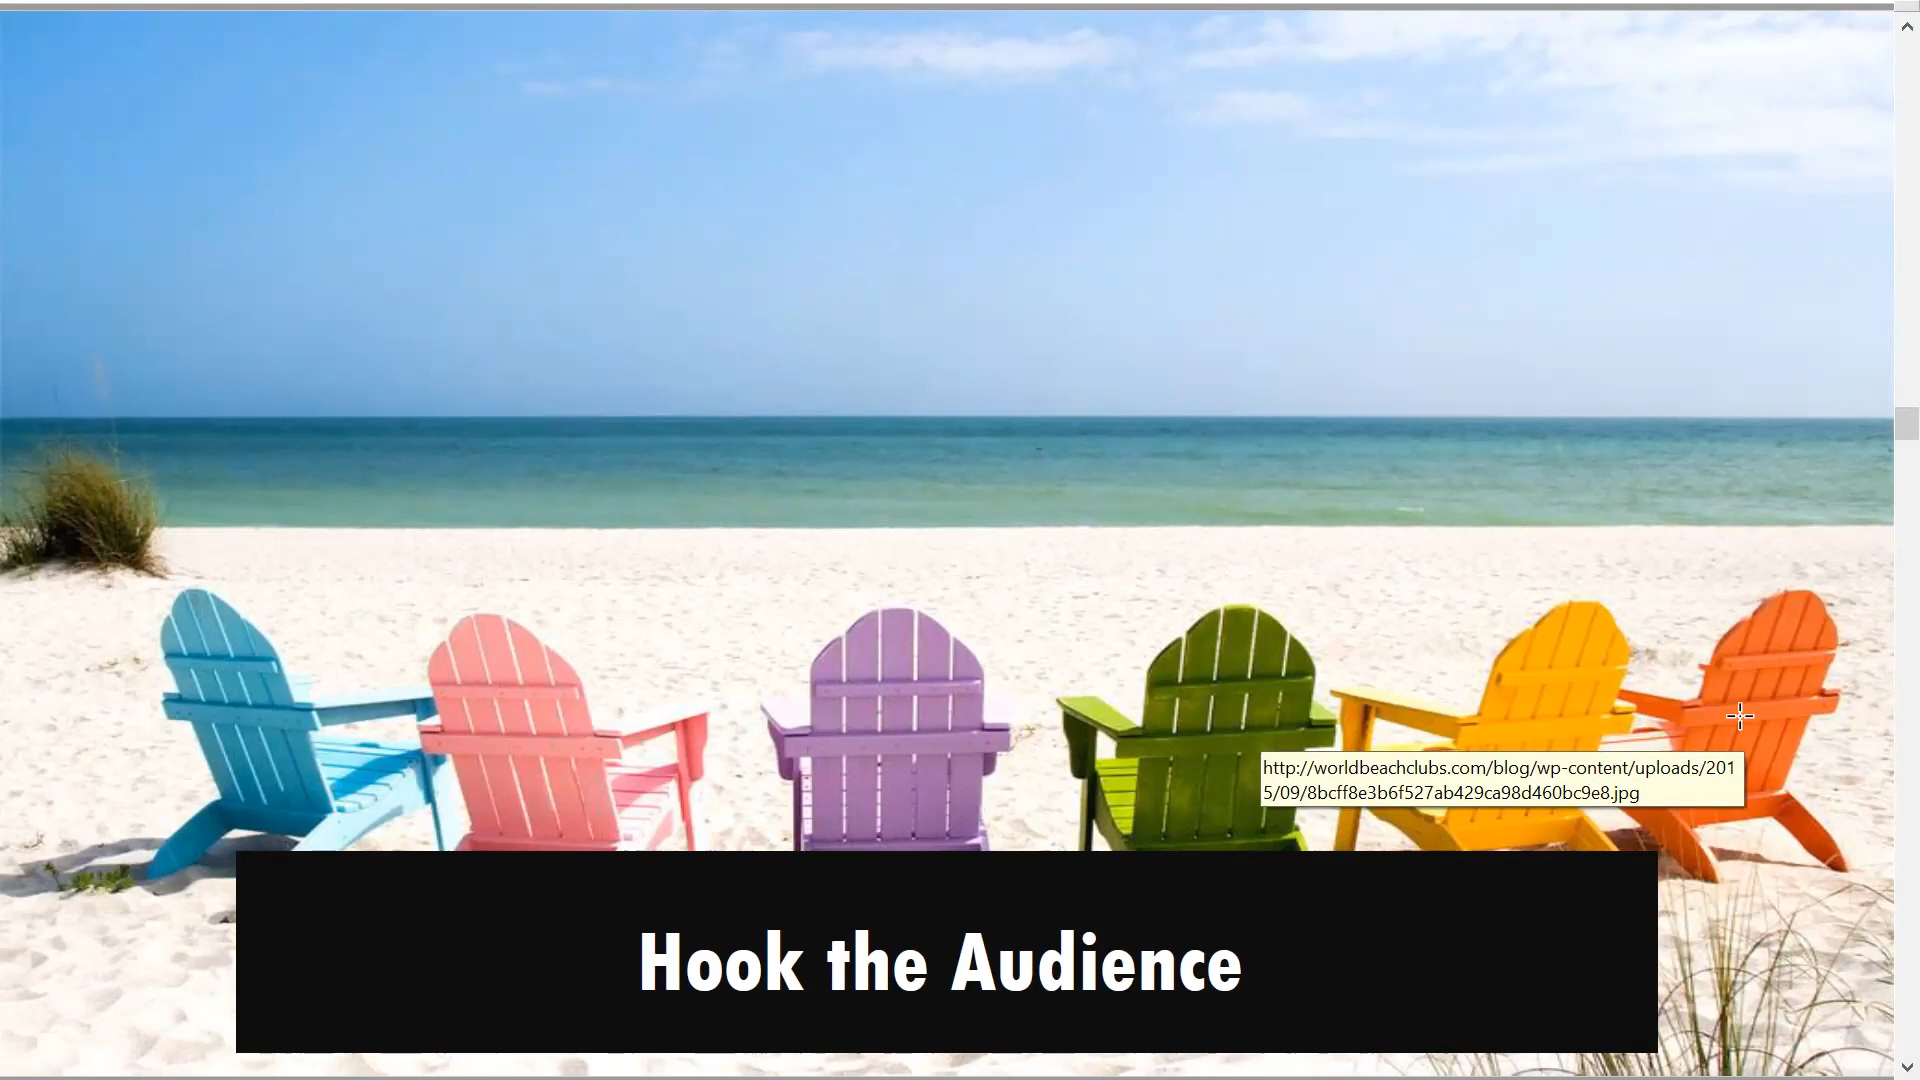 http://worldbeachclubs.com/blog/wp-content/uploads/201
5/09/8bcff8e3b6f527ab429ca98d460bc9e8.jpg
Hook the Audience